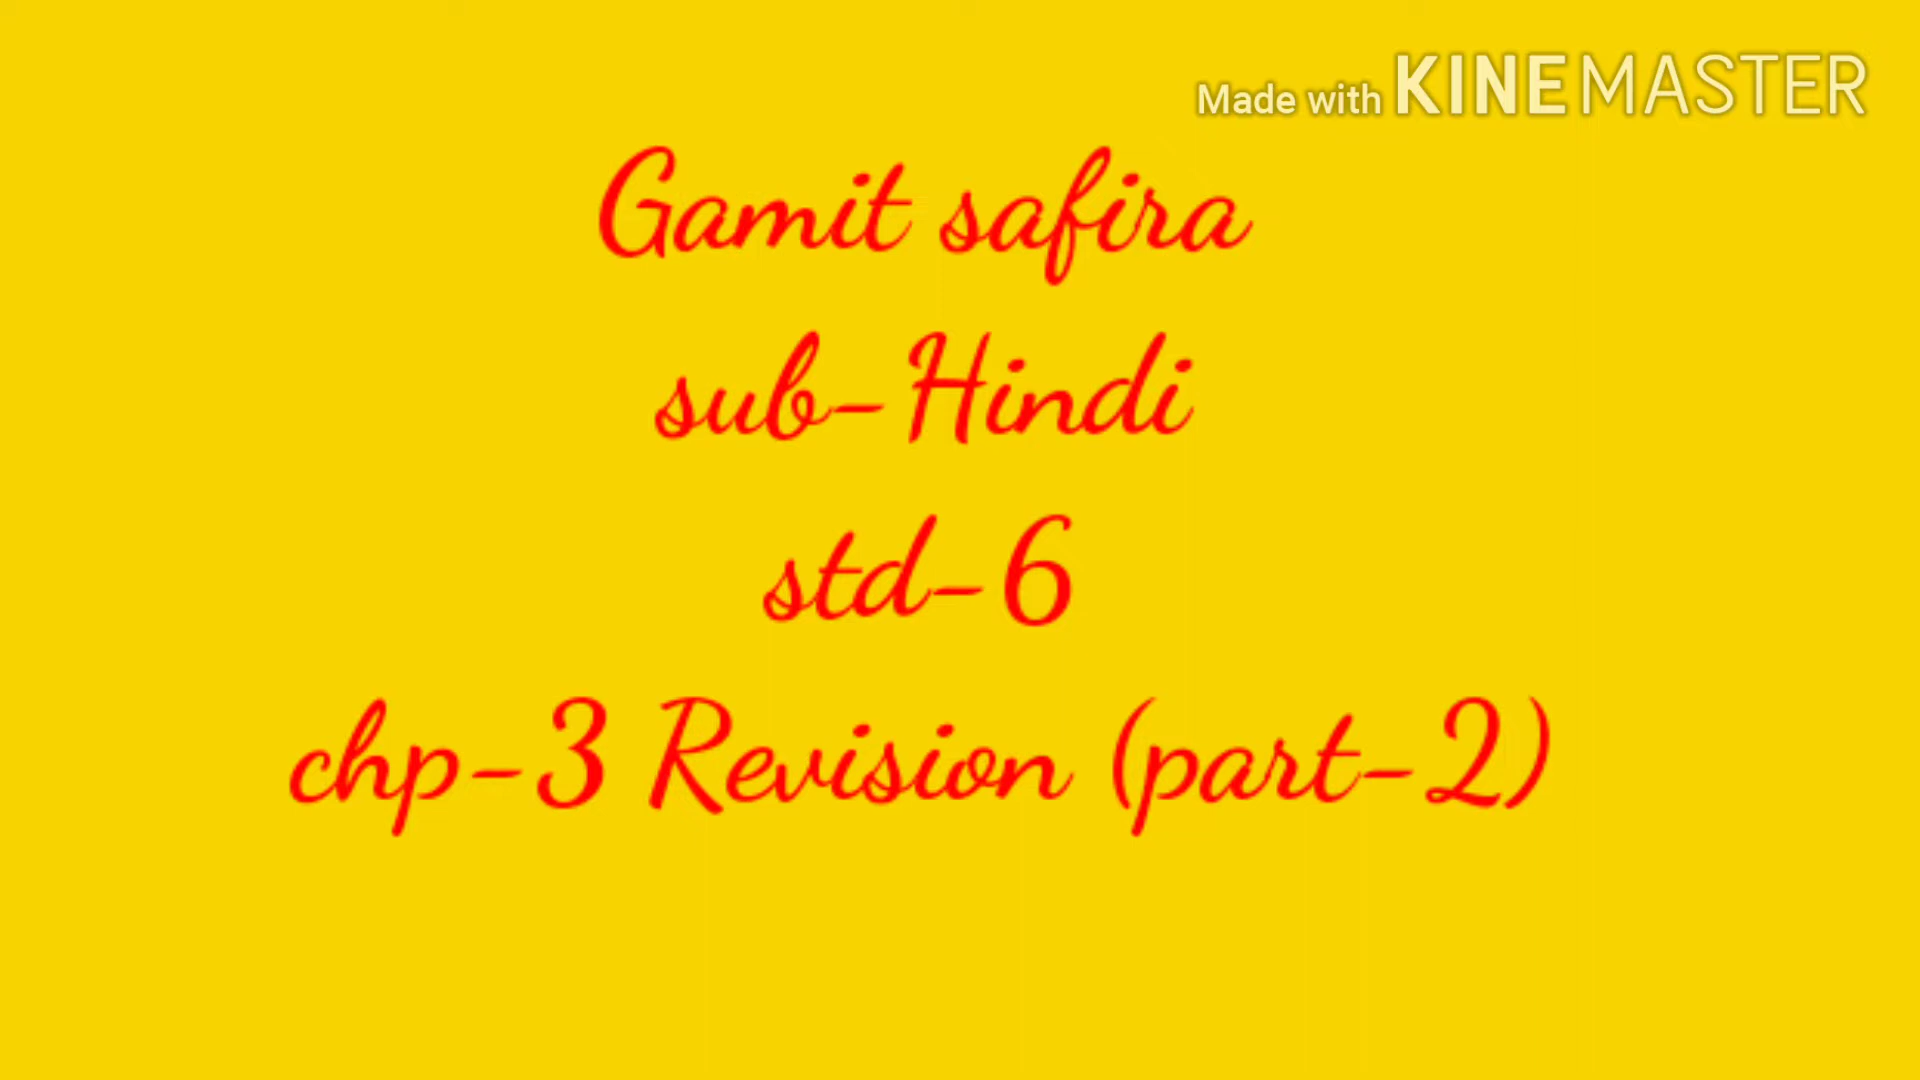 Made with KINEMASTER
Gamit safira
sub-Hindi
std-6
chp-3 Revision (part-2)